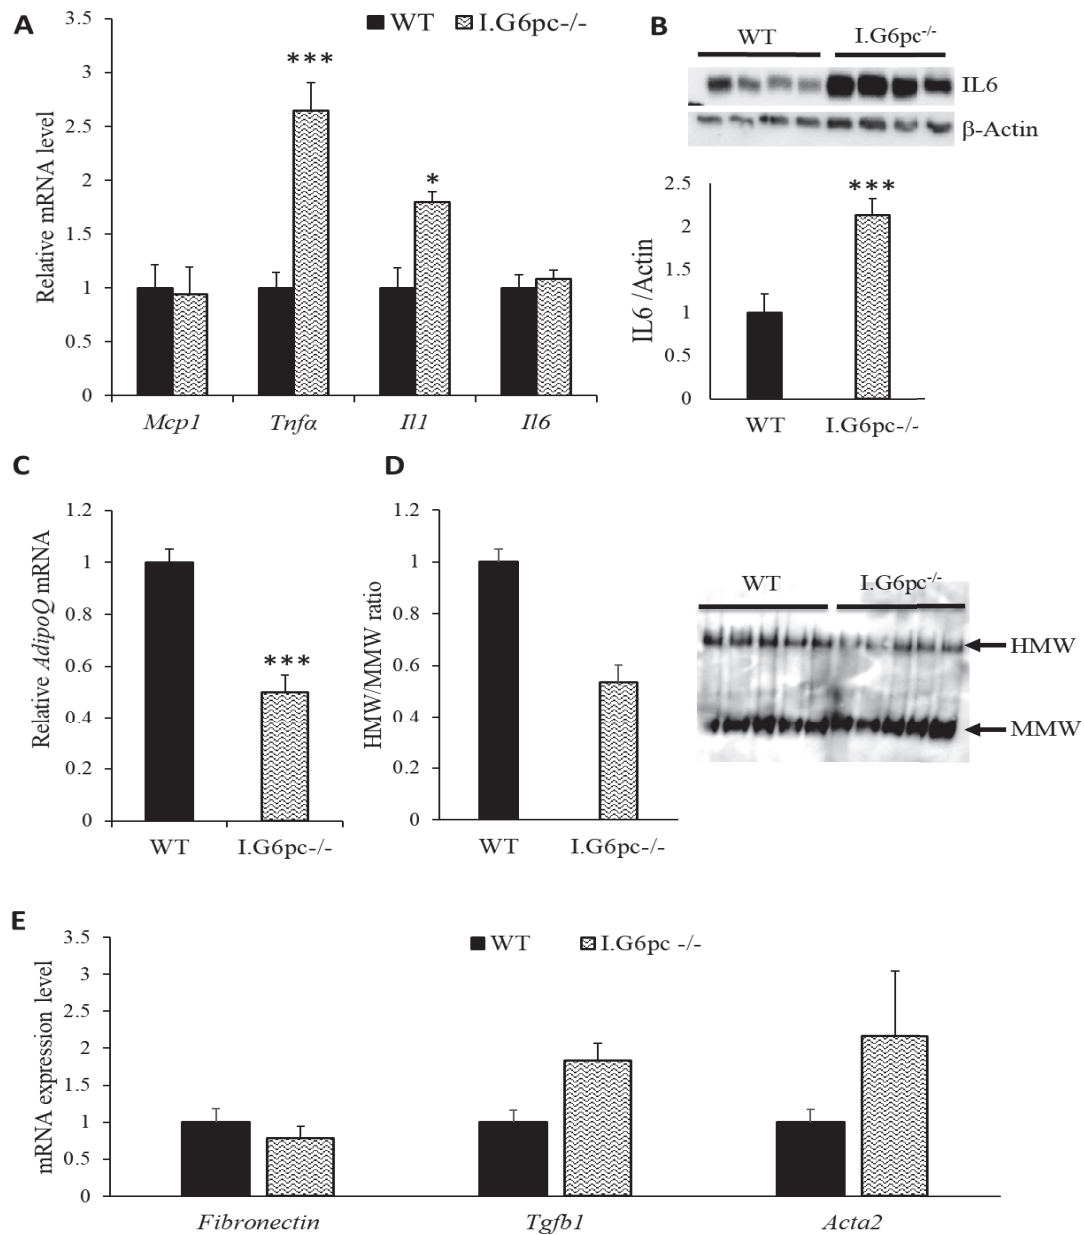 A
3.5
3
2.5
2
1.5
1
0.5
0
Relative mRNA level
WT I.G6pc-/-
***
*
Mcp1 Tnfα Il1 Il6
B
WT I.G6pc-/-
IL6
β-Actin
2.5
2
1.5
1
0.5
0
IL6 /Actin
***
WT I.G6pc-/-
C
1.2
1
0.8
0.6
0.4
0.2
0
Relative AdipoQ mRNA
***
WT I.G6pc-/-
D
1.2
1
0.8
0.6
0.4
0.2
0
HMW/MMW ratio
WT I.G6pc-/-
WT I.G6pc-/-
HMW
MMW
E
3.5
3
2.5
2
1.5
1
0.5
0
mRNA expression level
WT I.G6pc -/-
Fibronectin Tgfb1 Acta2